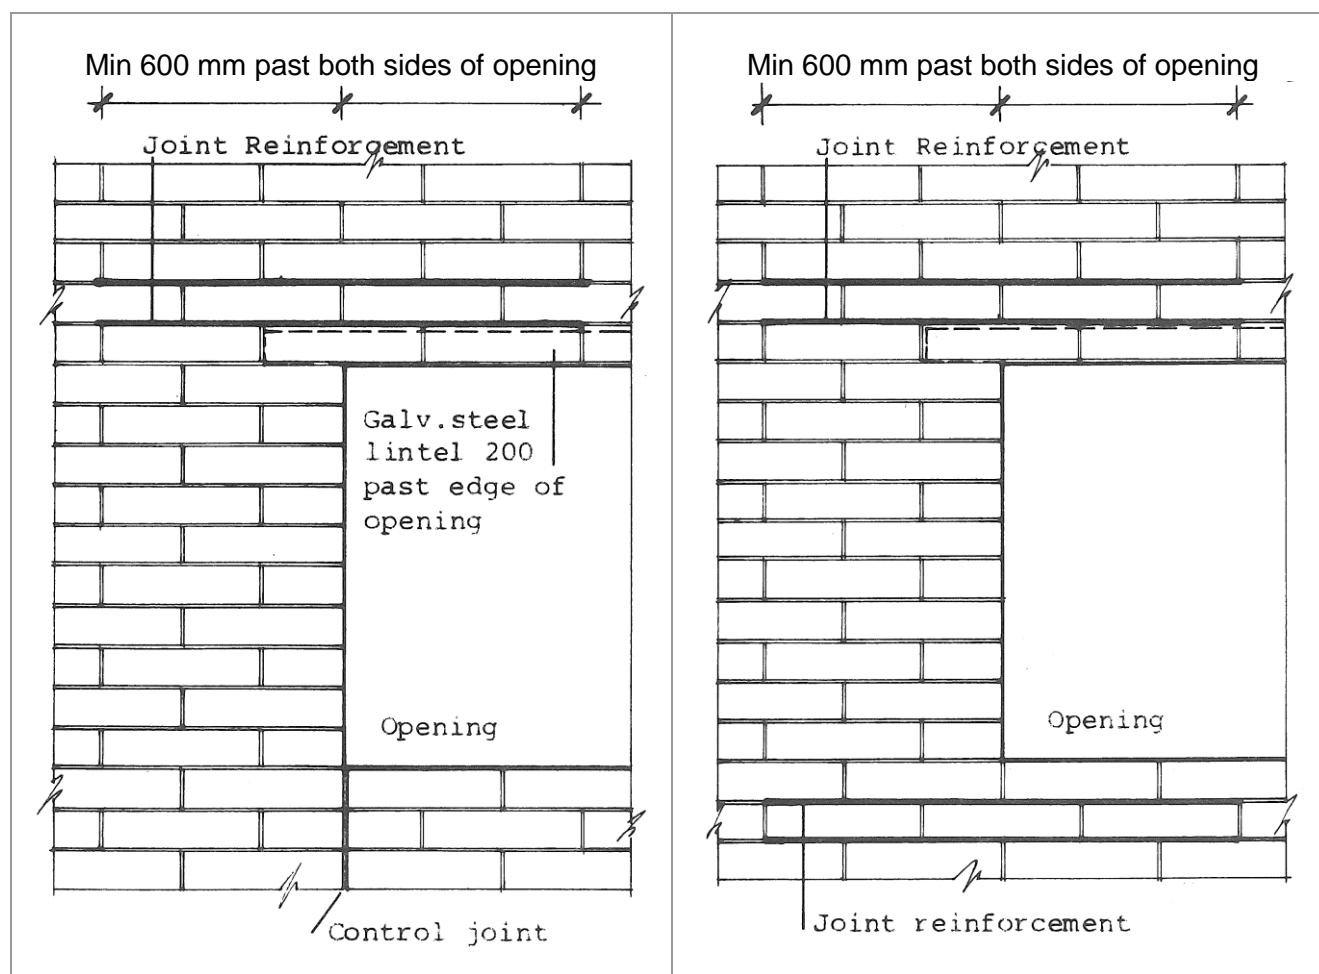 Min 600 mm past both sides of opening
Joint Reinforcement
Galv.steel
lintel 200
past edge of
opening
Opening
Control joint
Min 600 mm past both sides of opening
Joint Reinforcement
Opening
Joint reinforcement